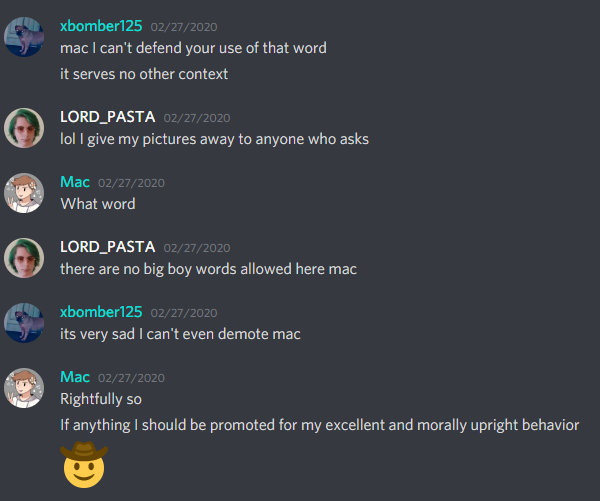 xbomber125 02/27/2020
mac I can't defend your use of that word
it serves no other context
LORD_PASTA 02/27/2020
lol I give my pictures away to anyone who asks
Mac 02/27/2020
What word
LORD_PASTA 02/27/2020
there are no big boy words allowed here mac
xbomber125 02/27/2020
its very sad I can't even demote mac
Mac 02/27/2020
Rightfully so
If anything I should be promoted for my excellent and morally upright behavior